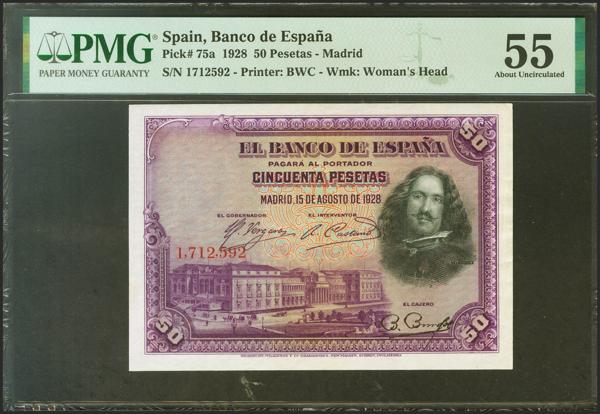 PMG®
PAPER MONEY GUARANTY
Spain, Banco de España
Pick# 75a 1928 50 Pesetas - Madrid
S/N 1712592 - Printer: BWC - Wmk: Woman's Head
55
About Uncirculated
50
EL BANCO DE ESPAÑA
PAGARÁ AL PORTADOR
CINCUENTA PESETAS
MADRID, 15 DE AGOSTO DE 1928
EL GOBERNADOR
EL INTERVENTOR
1,712,592
EL CAJERO
50
50